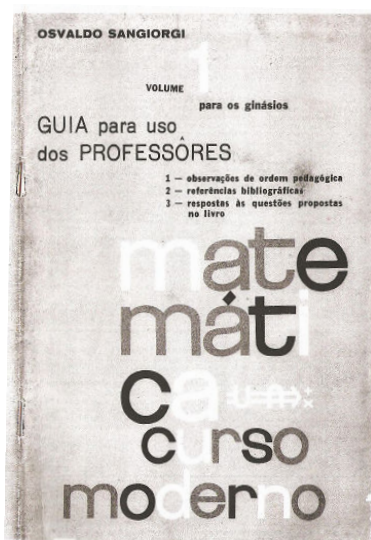 OSVALDO SANGIORGI
1
VOLUME
para os ginásios
GUIA para uso
dos PROFESSÔRES
1 — observações de ordem pedagógica
2 — referências bibliográficas
3 — respostas às questões propostas
no livro
mate
máti
ca
curso
moderno